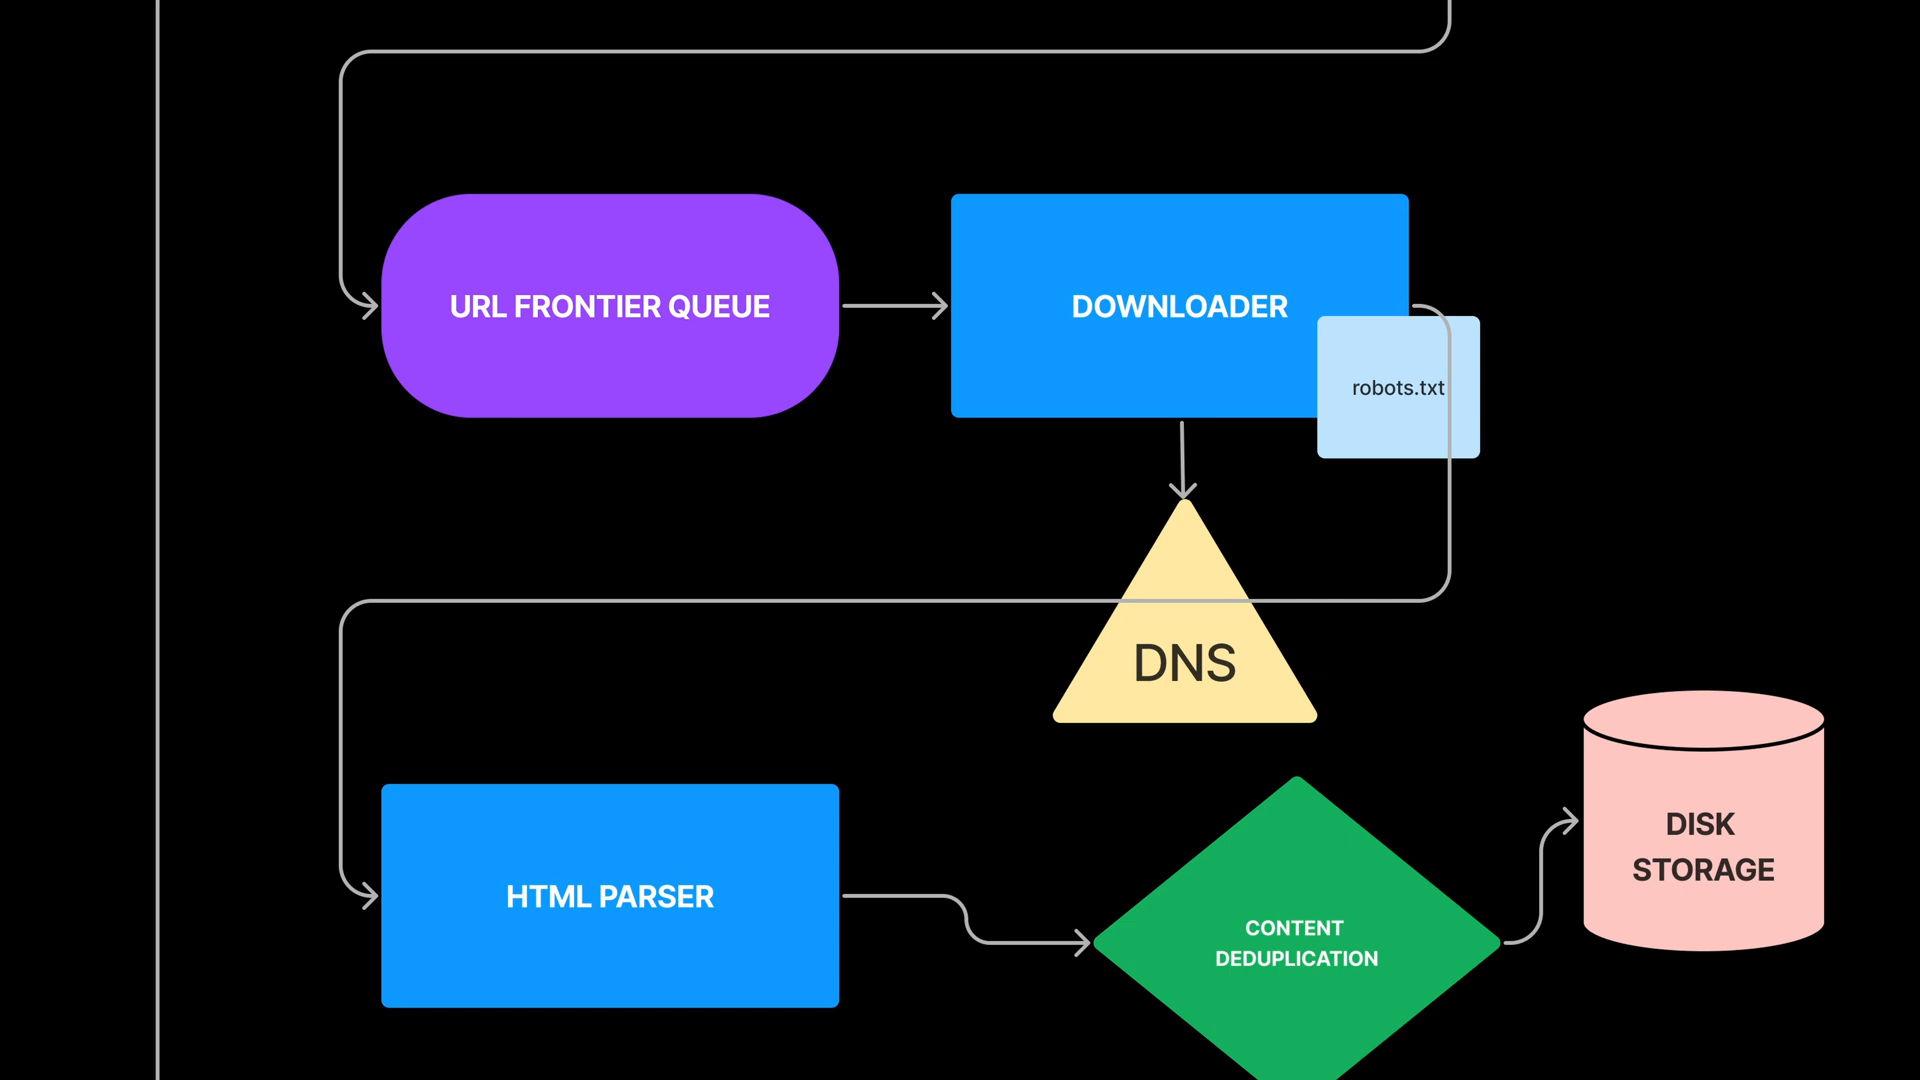 URL FRONTIER QUEUE
DOWNLOADER
robots.txt
DNS
HTML PARSER
CONTENT
DEDUPLICATION
DISK
STORAGE